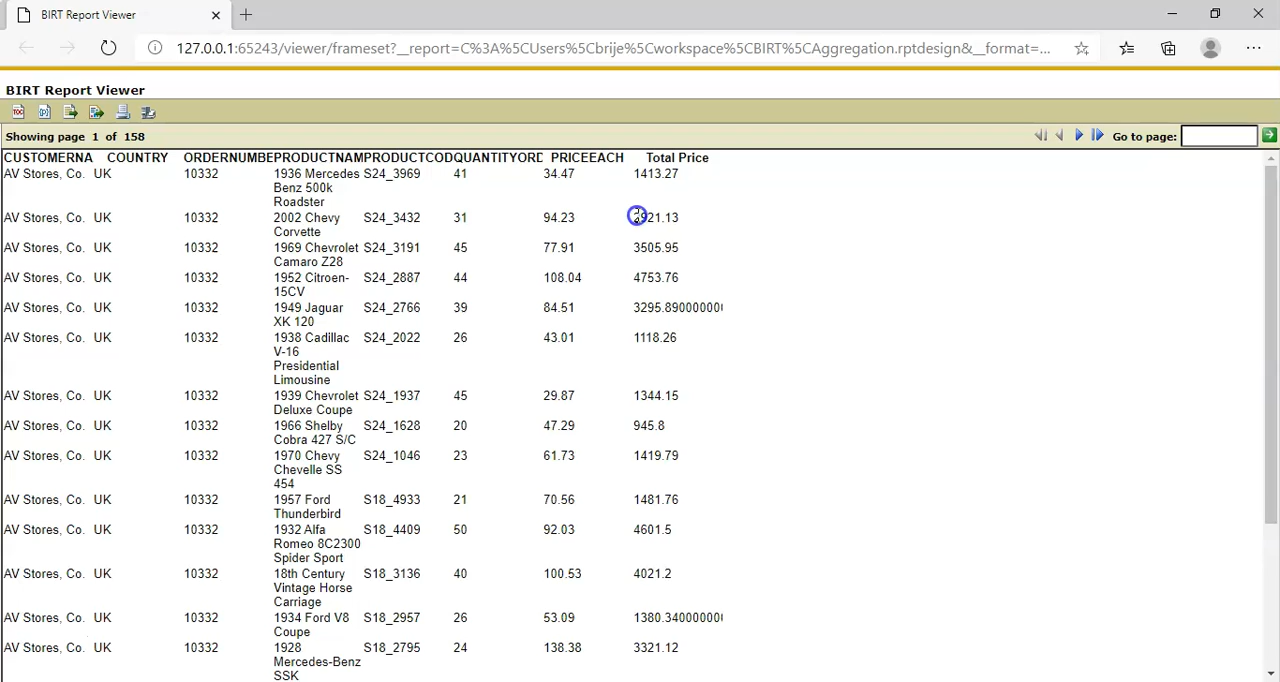 BIRT Report Viewer
127.0.0.1:65243/viewer/frameset?__report=C%3A%5CUsers%5Cbrije%5Cworkspace%5CBIRT%5CAggregation.rptdesign&__format=...
BIRT Report Viewer
Showing page 1 of 158 Go to page:
CUSTOMERNA COUNTRY ORDERNUMBE PRODUCTNAM PRODUCTCOD QUANTITYORD PRICEEACH Total Price
AV Stores, Co. UK 10332 1936 Mercedes S24_3969 41 34.47 1413.27
Benz 500k
Roadster
AV Stores, Co. UK 10332 2002 Chevy S24_3432 31 94.23 2921.13
Corvette
AV Stores, Co. UK 10332 1969 Chevrolet S24_3191 45 77.91 3505.95
Camaro Z28
AV Stores, Co. UK 10332 1952 Citroen- S24_2887 44 108.04 4753.76
15CV
AV Stores, Co. UK 10332 1949 Jaguar S24_2766 39 84.51 3295.89000000
XK 120
AV Stores, Co. UK 10332 1938 Cadillac S24_2022 26 43.01 1118.26
V-16
Presidential
Limousine
AV Stores, Co. UK 10332 1939 Chevrolet S24_1937 45 29.87 1344.15
Deluxe Coupe
AV Stores, Co. UK 10332 1966 Shelby S24_1628 20 47.29 945.8
Cobra 427 S/C
AV Stores, Co. UK 10332 1970 Chevy S24_1046 23 61.73 1419.79
Chevelle SS
454
AV Stores, Co. UK 10332 1957 Ford S18_4933 21 70.56 1481.76
Thunderbird
AV Stores, Co. UK 10332 1932 Alfa S18_4409 50 92.03 4601.5
Romeo 8C2300
Spider Sport
AV Stores, Co. UK 10332 18th Century S18_3136 40 100.53 4021.2
Vintage Horse
Carriage
AV Stores, Co. UK 10332 1934 Ford V8 S18_2957 26 53.09 1380.34000000
Coupe
AV Stores, Co. UK 10332 1928 S18_2795 24 138.38 3321.12
Mercedes-Benz
SSK